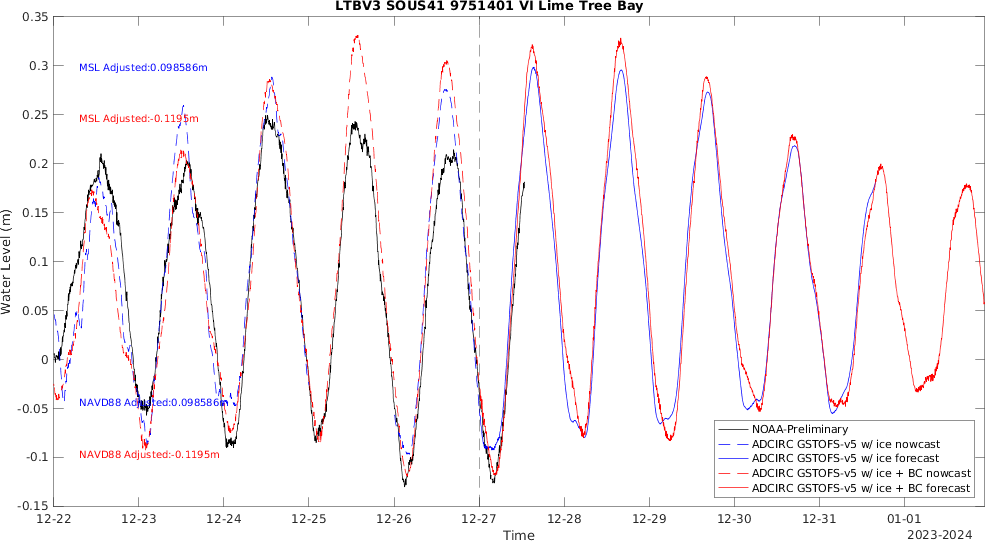 LTBV3 SOUS41 9751401 VI Lime Tree Bay
0.35
0.3
0.25
0.2
0.15
0.1
0.05
0
-0.05
-0.1
-0.15
Water Level (m)
MSL Adjusted:0.098586m
MSL Adjusted:-0.1195m
NAVD88 Adjusted:0.098586m
NAVD88 Adjusted:-0.1195m
NOAA-Preliminary
ADCIRC GSTOFS-v5 w/ ice nowcast
ADCIRC GSTOFS-v5 w/ ice forecast
ADCIRC GSTOFS-v5 w/ ice + BC nowcast
ADCIRC GSTOFS-v5 w/ ice + BC forecast
12-22 12-23 12-24 12-25 12-26 12-27 12-28 12-29 12-30 12-31 01-01
Time
2023-2024